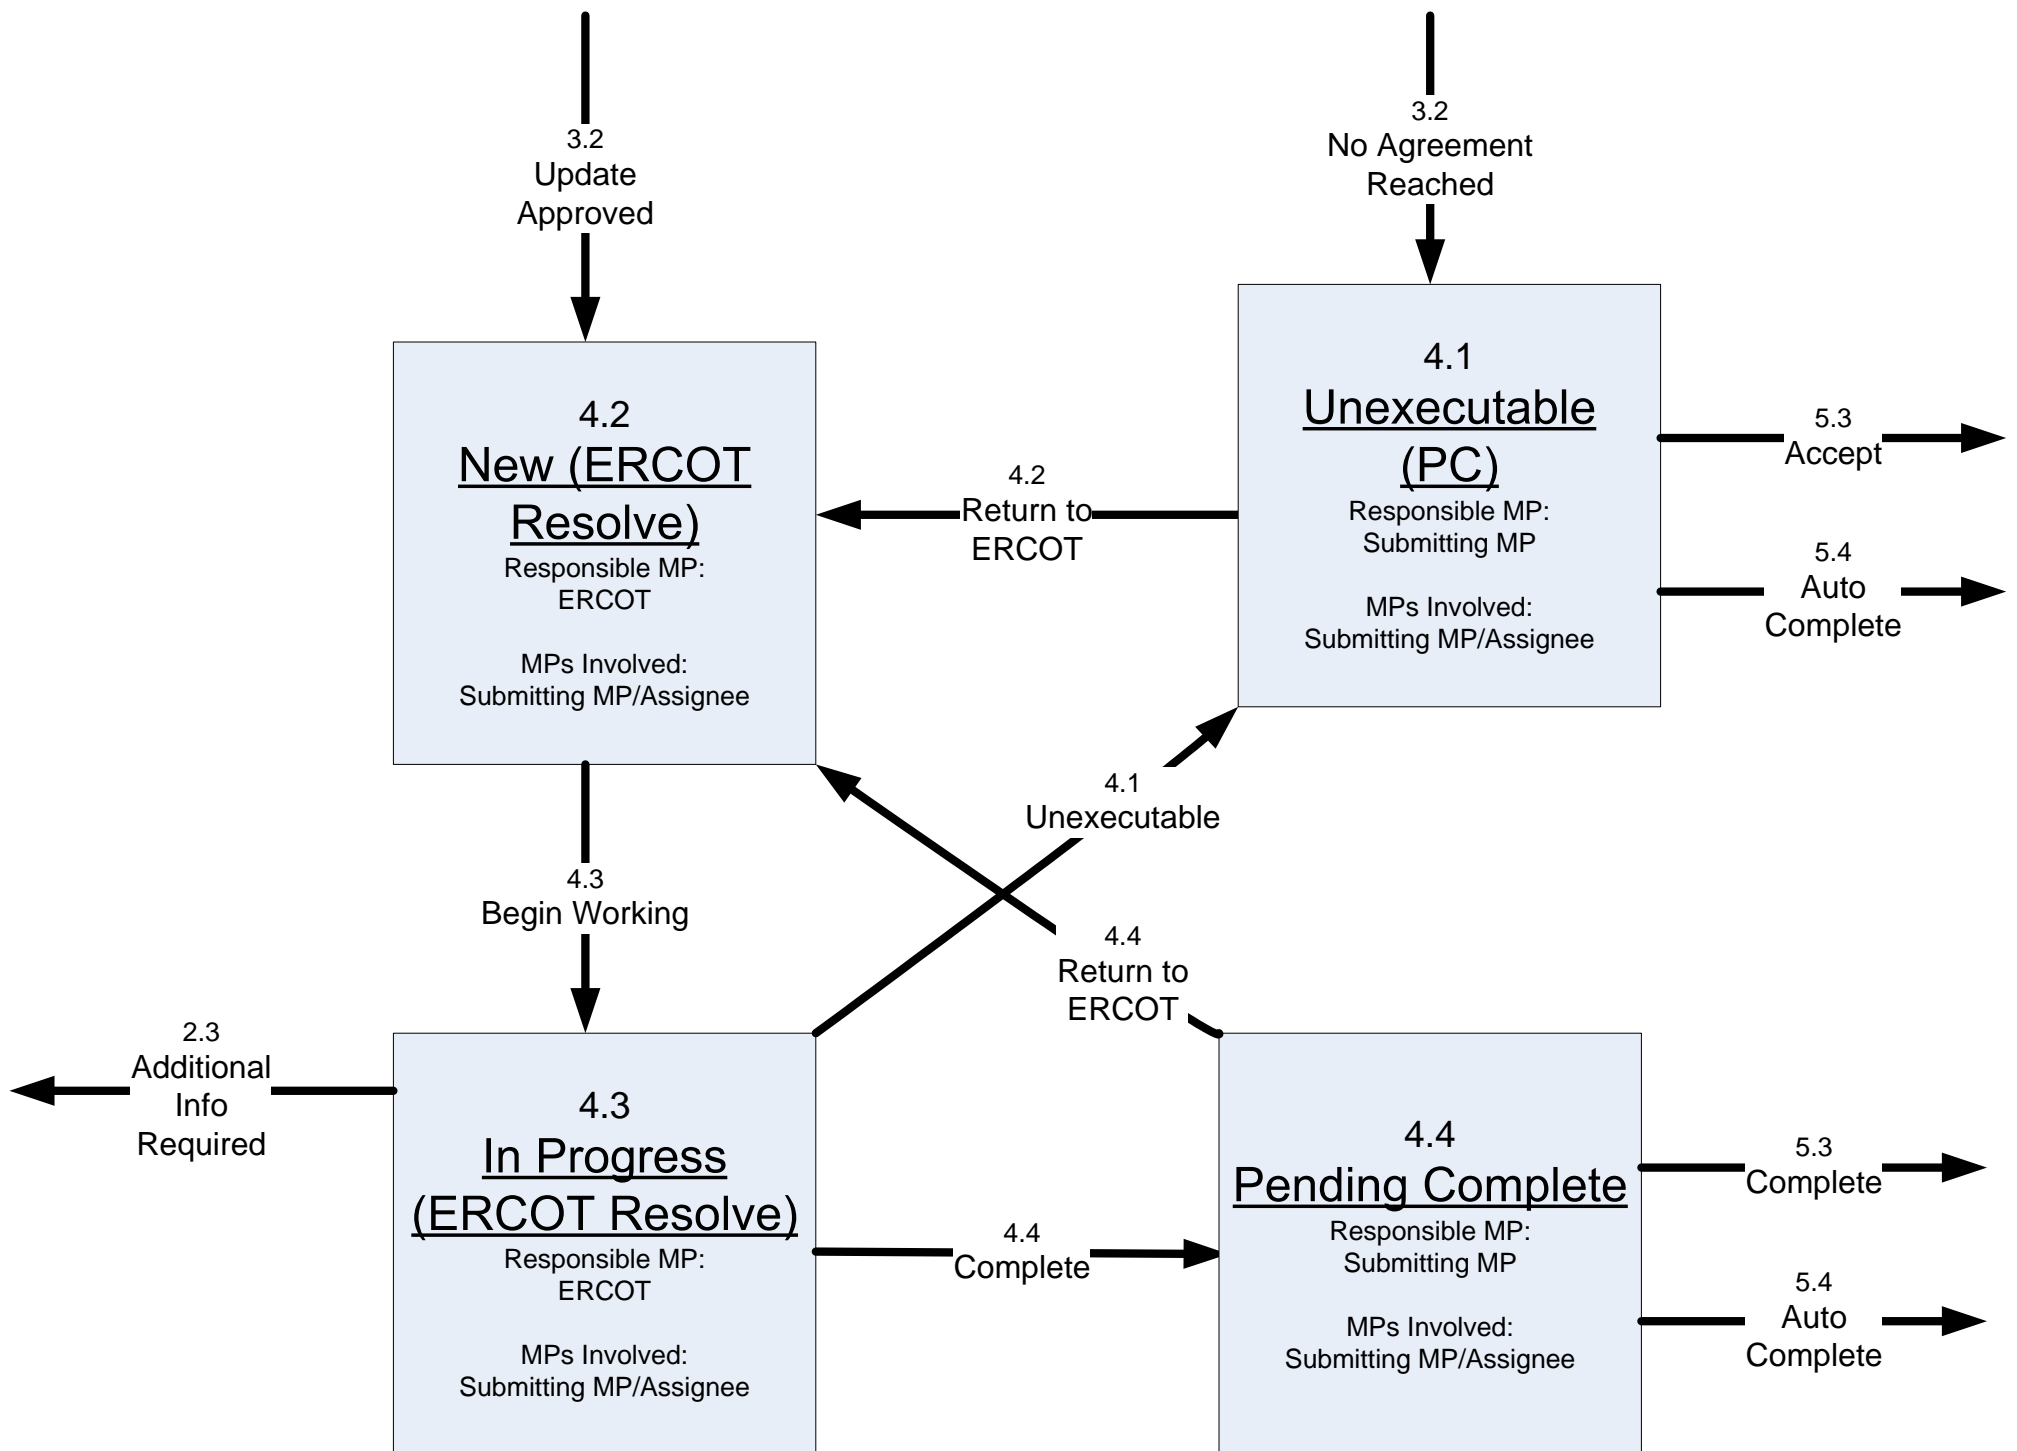 3.2
Update
Approved
3.2
No Agreement
Reached
4.2
New (ERCOT
Resolve)
Responsible MP:
ERCOT
MPs Involved:
Submitting MP/Assignee
4.2
Return to
ERCOT
4.1
Unexecutable
(PC)
Responsible MP:
Submitting MP
MPs Involved:
Submitting MP/Assignee
5.3
Accept
5.4
Auto
Complete
4.3
Begin Working
4.1
Unexecutable
4.4
Return to
ERCOT
2.3
Additional
Info
Required
4.3
In Progress
(ERCOT Resolve)
Responsible MP:
ERCOT
MPs Involved:
Submitting MP/Assignee
4.4
Complete
4.4
Pending Complete
Responsible MP:
Submitting MP
MPs Involved:
Submitting MP/Assignee
5.3
Complete
5.4
Auto
Complete